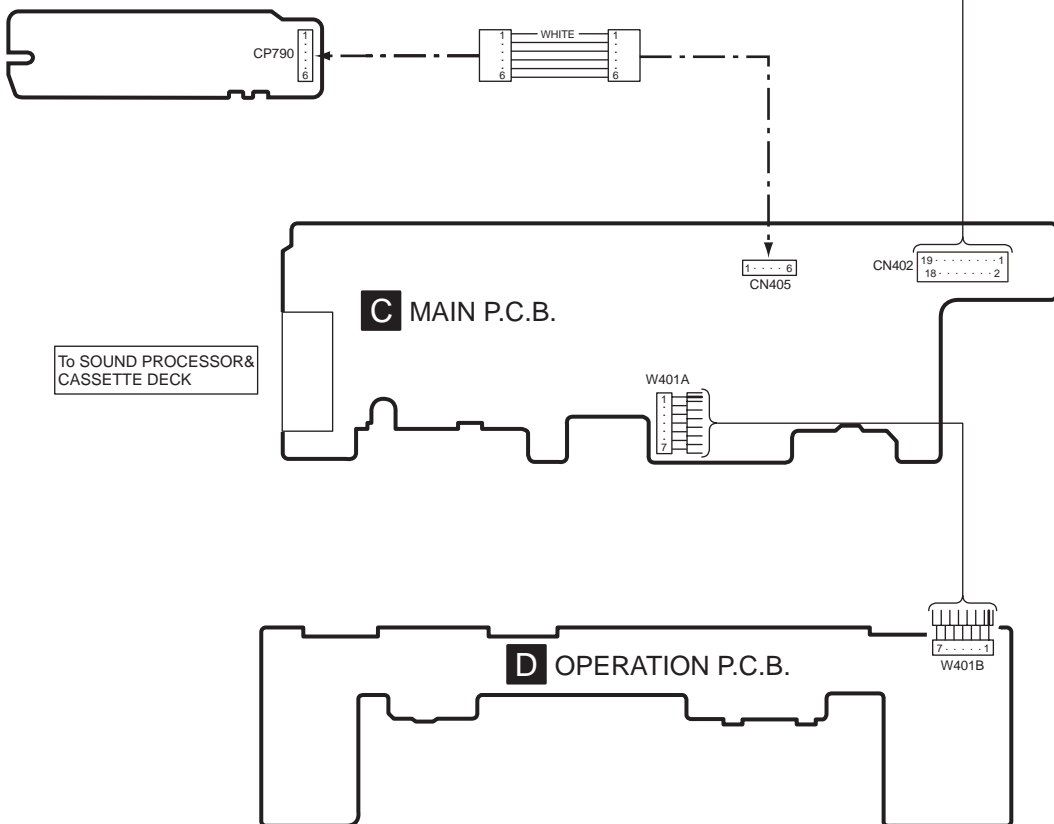 CP790
1
·
·
·
·
6
1
·
·
·
·
6
WHITE
1
·
·
·
·
6
1 · · · · 6
CN405
CN402
19 · · · · · · · · 1
18 · · · · · · · 2
C MAIN P.C.B.
To SOUND PROCESSOR&
CASSETTE DECK
W401A
1
·
·
·
·
·
7
7 · · · · · 1
W401B
D OPERATION P.C.B.